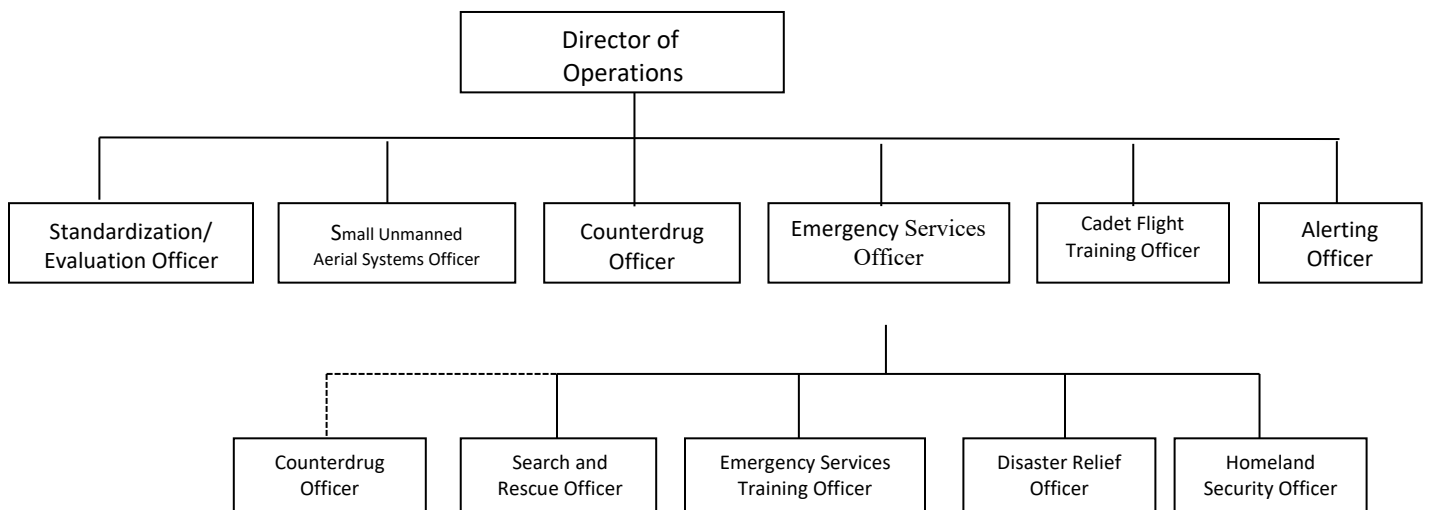 Director of
Operations
Standardization/
Evaluation Officer
Small Unmanned
Aerial Systems Officer
Counterdrug
Officer
Emergency Services
Officer
Cadet Flight
Training Officer
Alerting
Officer
Counterdrug
Officer
Search and
Rescue Officer
Emergency Services
Training Officer
Disaster Relief
Officer
Homeland
Security Officer